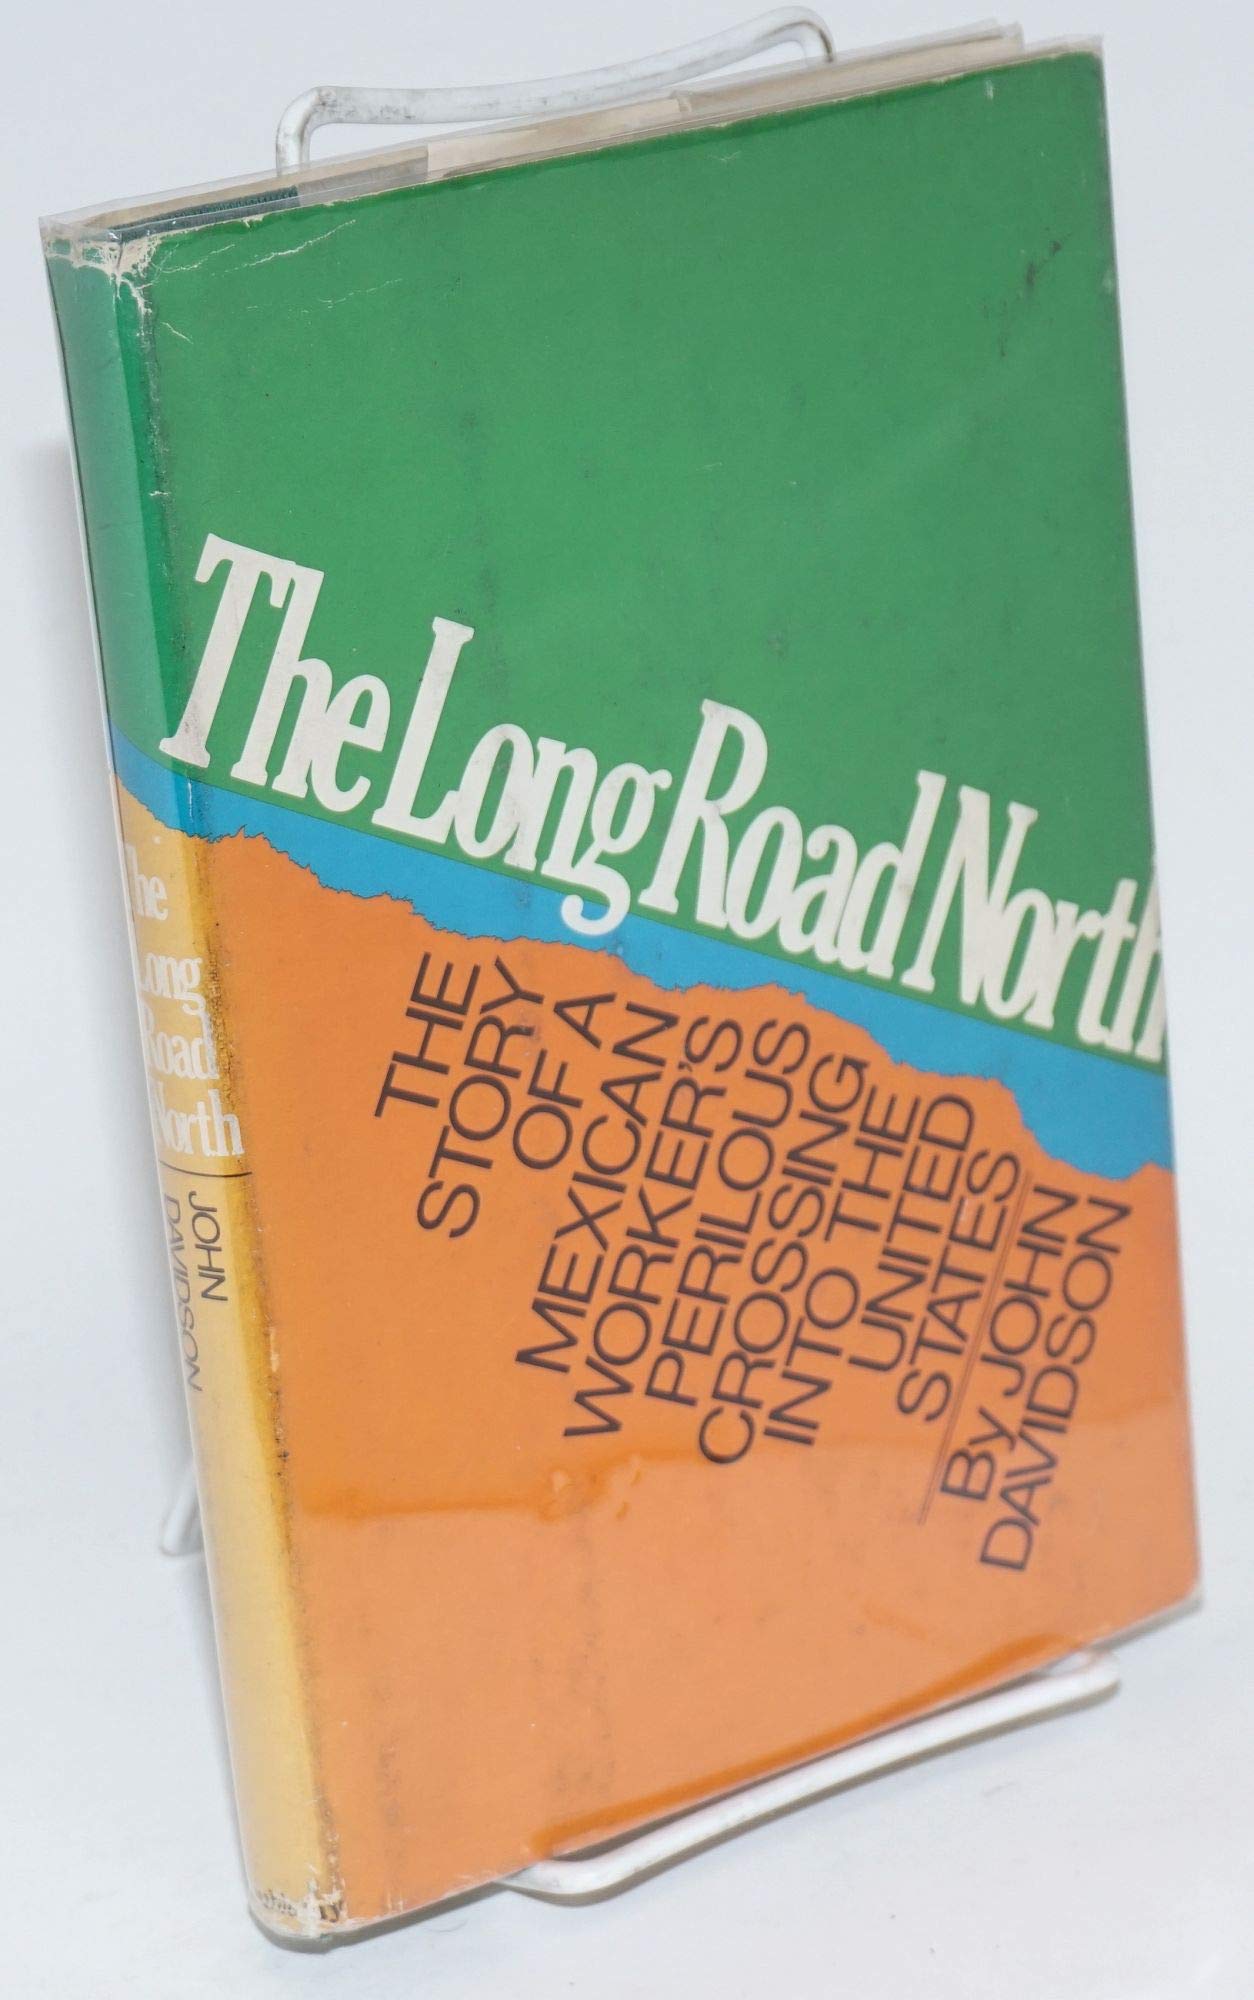 The Long Road North
THE
STORY
OF A
MEXICAN
WORKER'S
PERILOUS
CROSSING
INTO THE
UNITED
STATES
By JOHN
DAVIDSON
The
Long
Road
North
JOHN
DAVIDSON